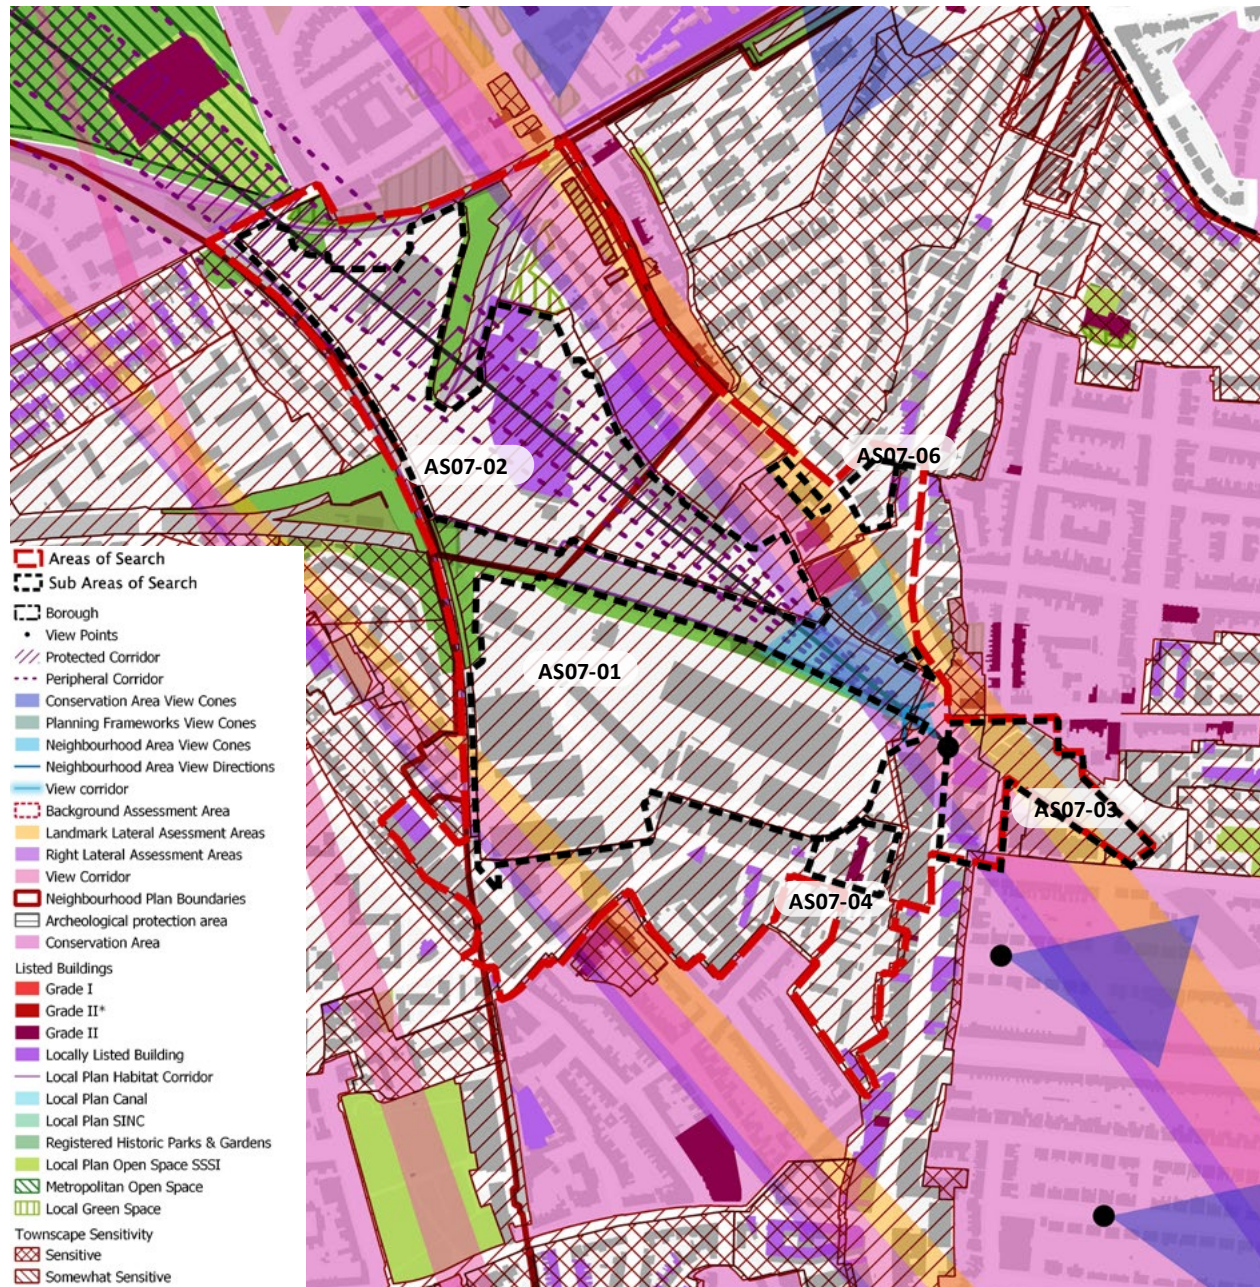 AS07-06
AS07-02
AS07-01
AS07-03
AS07-04
Areas of Search
Sub Areas of Search
Borough
View Points
Protected Corridor
Peripheral Corridor
Conservation Area View Cones
Planning Frameworks View Cones
Neighbourhood Area View Cones
Neighbourhood Area View Directions
View corridor
Background Assessment Area
Landmark Lateral Asessment Areas
Right Lateral Assessment Areas
View Corridor
Neighbourhood Plan Boundaries
Archeological protection area
Conservation Area
Listed Buildings
Grade I
Grade II*
Grade II
Locally Listed Building
Local Plan Habitat Corridor
Local Plan Canal
Local Plan SINC
Registered Historic Parks & Gardens
Local Plan Open Space SSSI
Metropolitan Open Space
Local Green Space
Townscape Sensitivity
Sensitive
Somewhat Sensitive